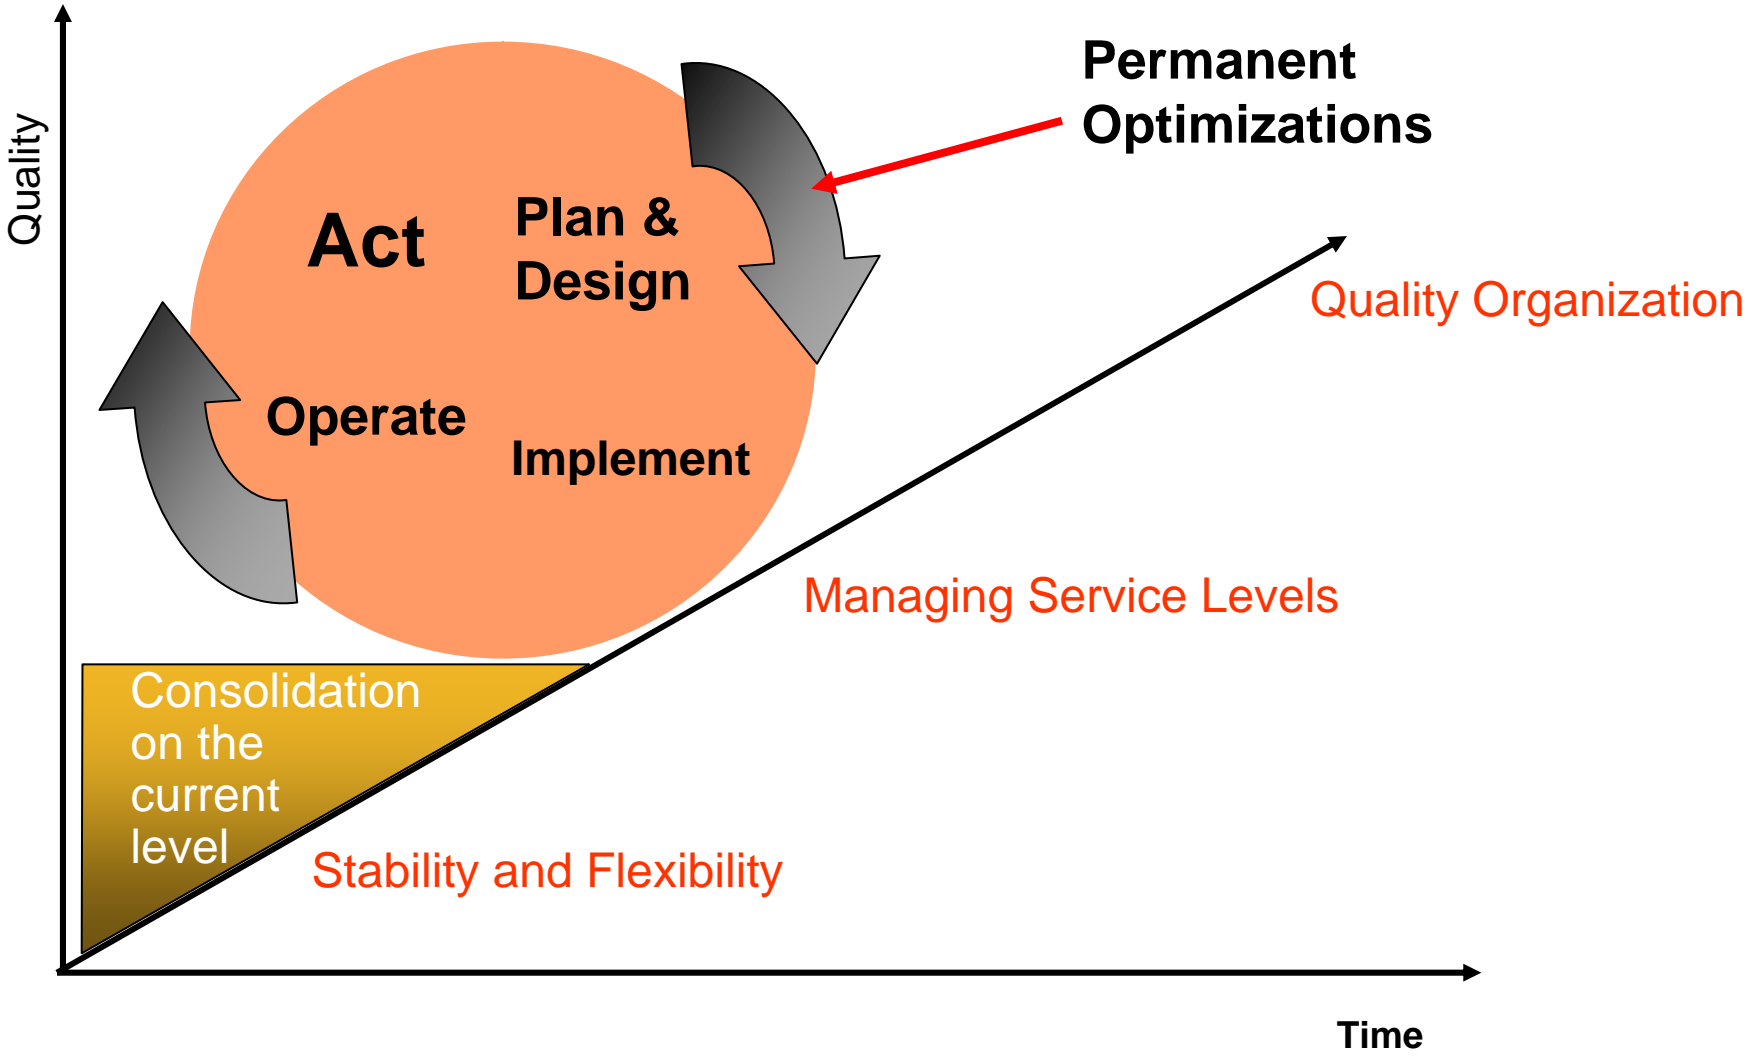 Quality
Permanent
Optimizations
Act
Plan &
Design
Quality Organization
Operate
Implement
Managing Service Levels
Consolidation
on the
current
level
Stability and Flexibility
Time